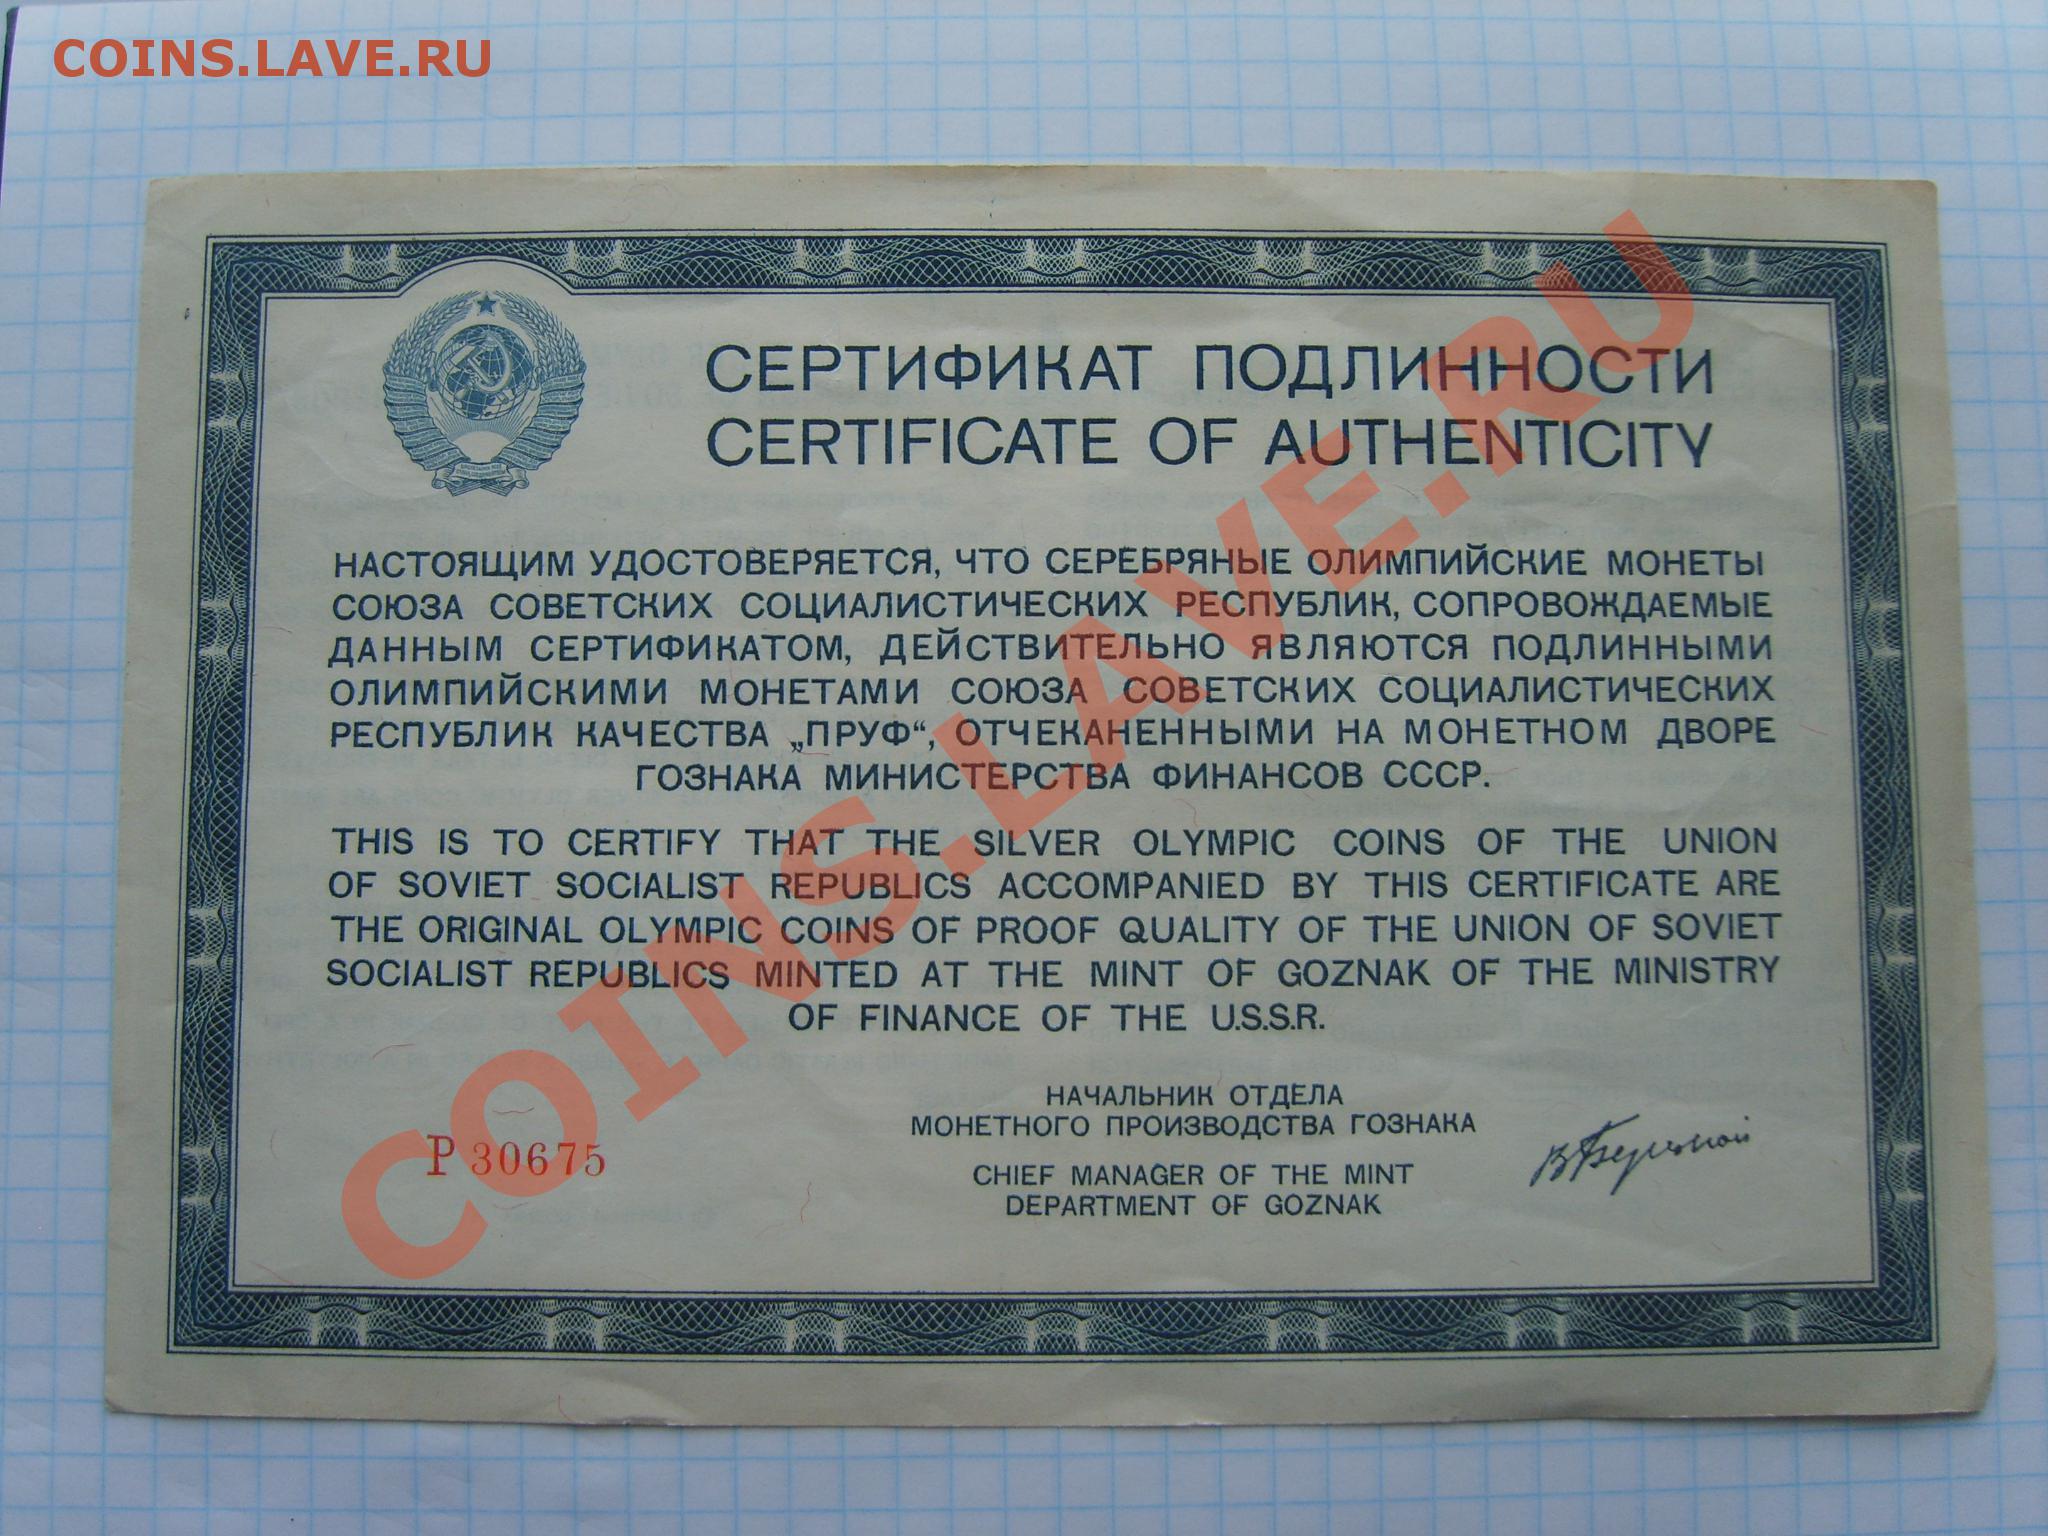 COINS.LAVE.RU
СЕРТИФИКАТ ПОДЛИННОСТИ
CERTIFICATE OF AUTHENTICITY
НАСТОЯЩИМ УДОСТОВЕРЯЕТСЯ, ЧТО СЕРЕБРЯНЫЕ ОЛИМПИЙСКИЕ МОНЕТЫ
СОЮЗА СОВЕТСКИХ СОЦИАЛИСТИЧЕСКИХ РЕСПУБЛИК, СОПРОВОЖДАЕМЫЕ
ДАННЫМ СЕРТИФИКАТОМ, ДЕЙСТВИТЕЛЬНО ЯВЛЯЮТСЯ ПОДЛИННЫМИ
ОЛИМПИЙСКИМИ МОНЕТАМИ СОЮЗА СОВЕТСКИХ СОЦИАЛИСТИЧЕСКИХ
РЕСПУБЛИК КАЧЕСТВА „ПРУФ“, ОТЧЕКАНЕННЫМИ НА МОНЕТНОМ ДВОРЕ
ГОЗНАКА МИНИСТЕРСТВА ФИНАНСОВ СССР.
THIS IS TO CERTIFY THAT THE SILVER OLYMPIC COINS OF THE UNION
OF SOVIET SOCIALIST REPUBLICS ACCOMPANIED BY THIS CERTIFICATE ARE
THE ORIGINAL OLYMPIC COINS OF PROOF QUALITY OF THE UNION OF SOVIET
SOCIALIST REPUBLICS MINTED AT THE MINT OF GOZNAK OF THE MINISTRY
OF FINANCE OF THE U.S.S.R.
НАЧАЛЬНИК ОТДЕЛА
МОНЕТНОГО ПРОИЗВОДСТВА ГОЗНАКА
CHIEF MANAGER OF THE MINT
DEPARTMENT OF GOZNAK
Р 30675
COINS.LAVE.RU